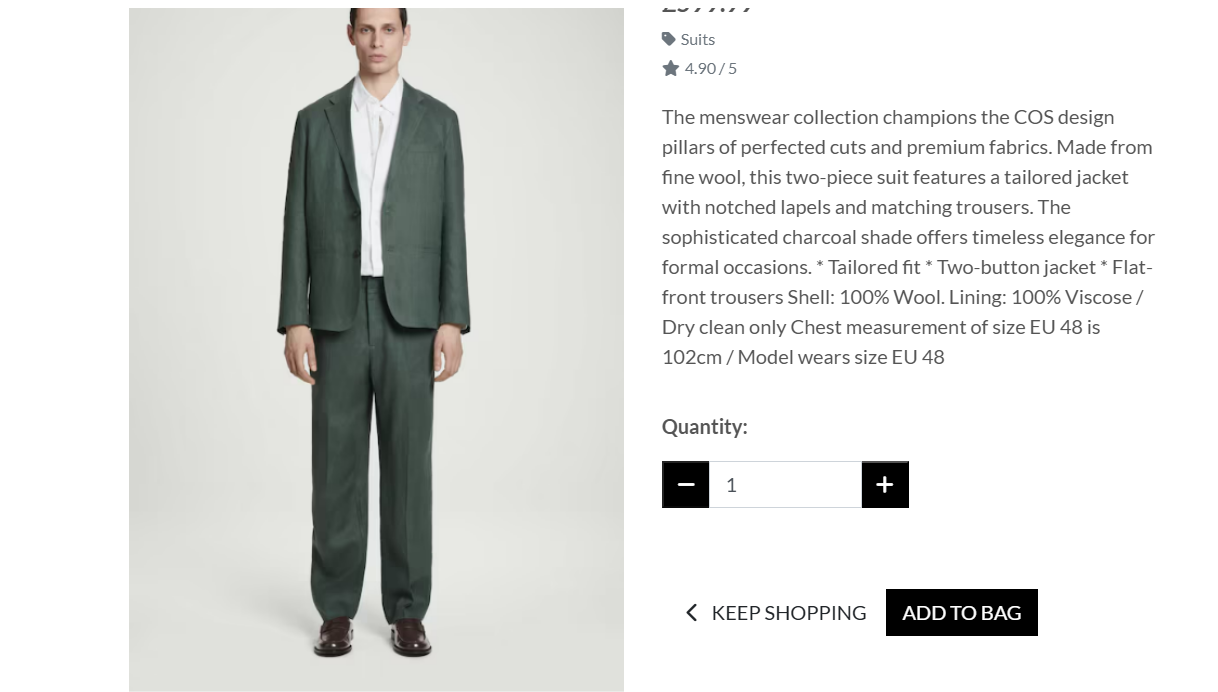 Suits
4.90 / 5
The menswear collection champions the COS design
pillars of perfected cuts and premium fabrics. Made from
fine wool, this two-piece suit features a tailored jacket
with notched lapels and matching trousers. The
sophisticated charcoal shade offers timeless elegance for
formal occasions. * Tailored fit * Two-button jacket * Flat-
front trousers Shell: 100% Wool. Lining: 100% Viscose /
Dry clean only Chest measurement of size EU 48 is
102cm / Model wears size EU 48
Quantity:
1
KEEP SHOPPING
ADD TO BAG